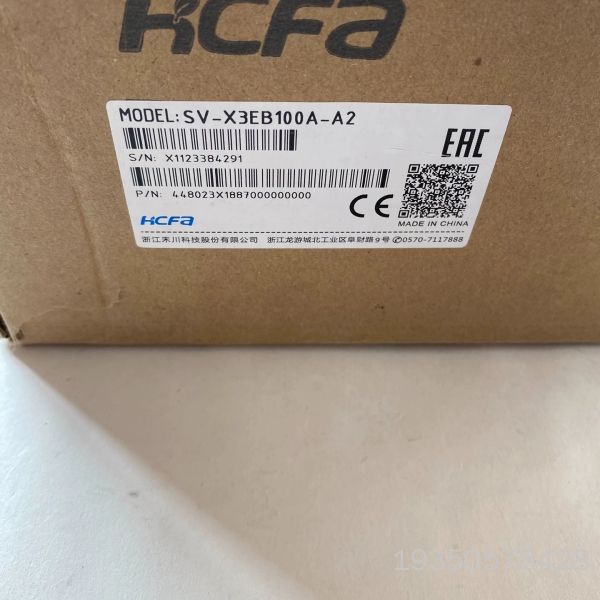 HCFA
MODEL: SV-X3EB100A-A2
S/N: X1123384291
EAC
P/N: 448023X1887000000000
CE
MADE IN CHINA
HCFA
浙江禾川科技股份有限公司 浙江龙游城北工业区阜财路9号 ✆0570-7117888